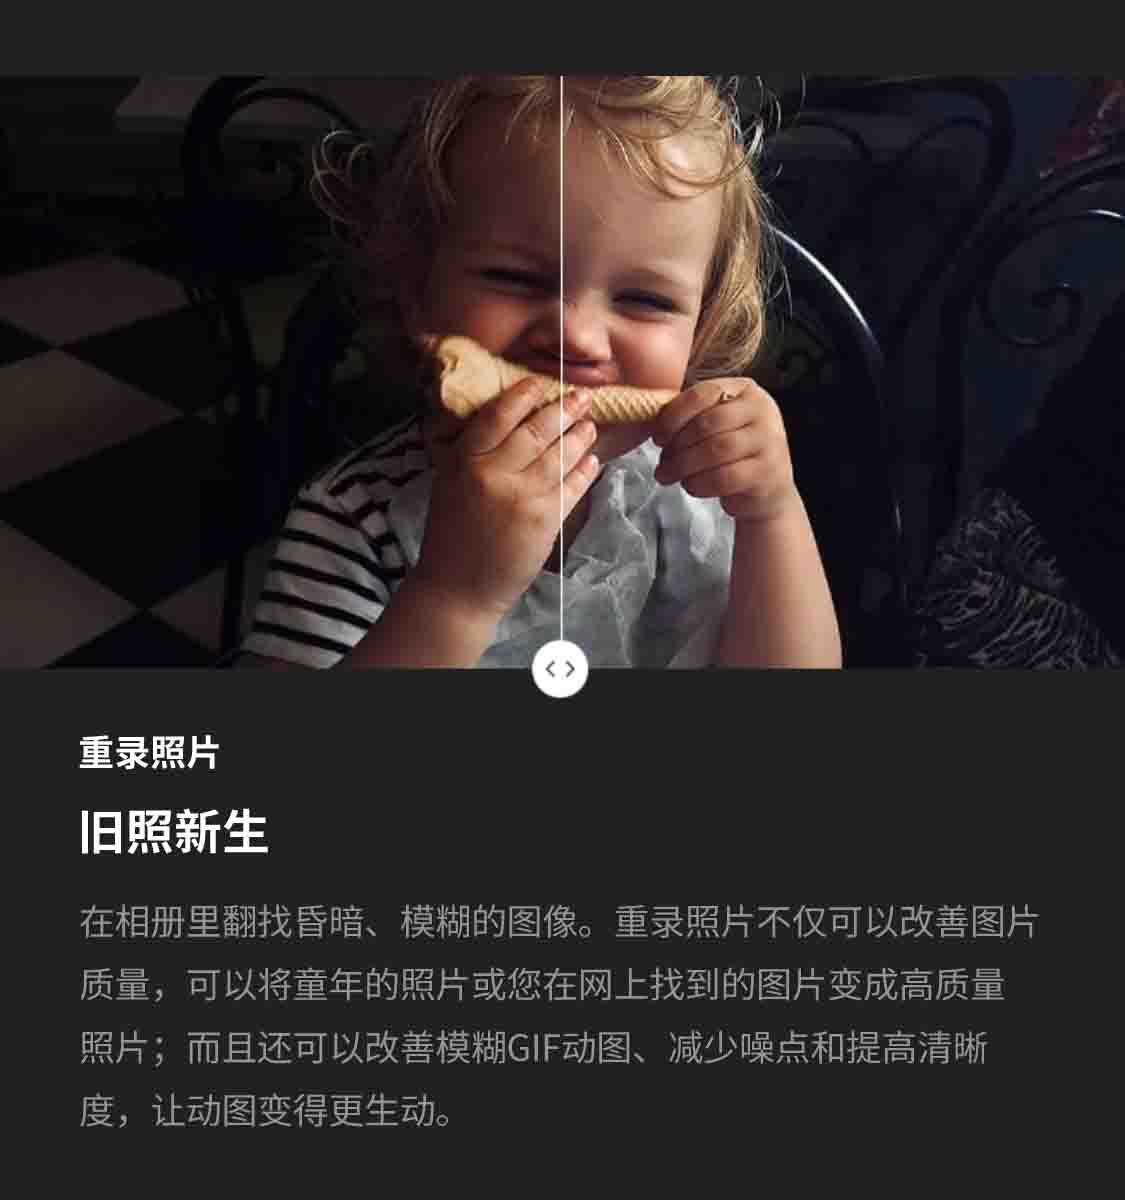 重录照片
旧照新生
在相册里翻找昏暗、模糊的图像。重录照片不仅可以改善图片
质量，可以将童年的照片或您在网上找到的图片变成高质量
照片；而且还可以改善模糊GIF动图、减少噪点和提高清晰
度，让动图变得更生动。